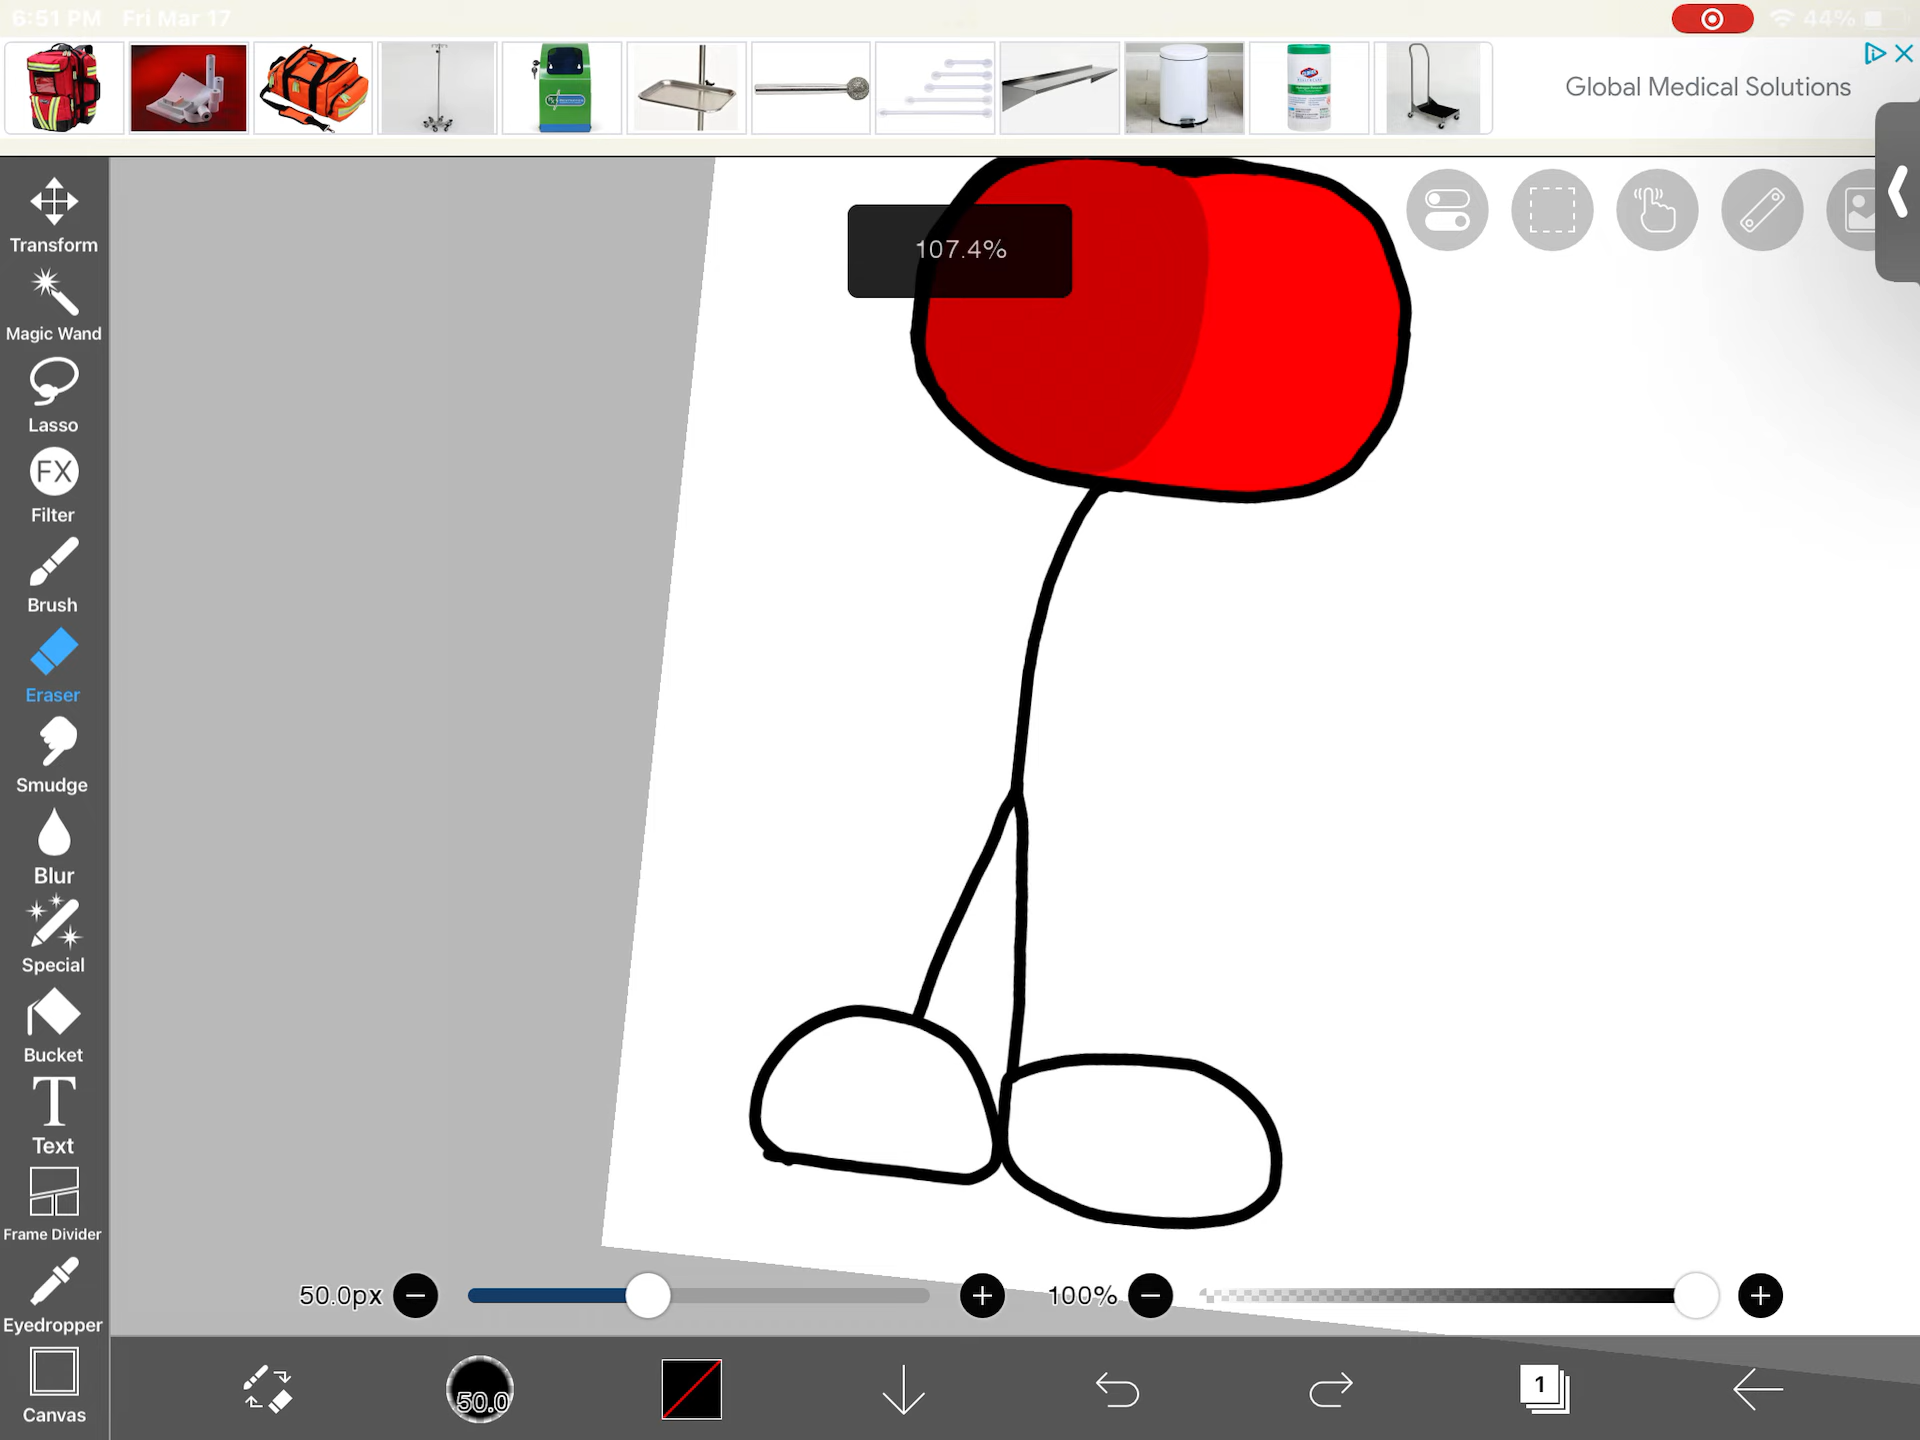 6:51 PM Fri Mar 17
44%
Global Medical Solutions
107.4%
Transform
Magic Wand
Lasso
FX
Filter
Brush
Eraser
Smudge
Blur
Special
Bucket
T
Text
Frame Divider
Eyedropper
Canvas
50.0px
100%
50.0
1